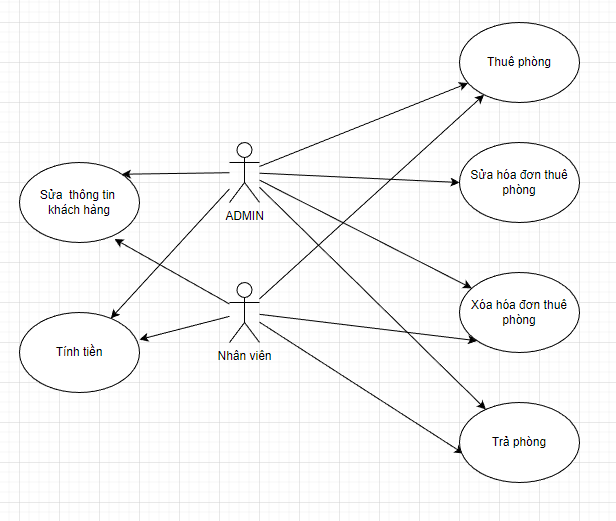 Thuê phòng
Sửa hóa đơn thuê
phòng
Sửa thông tin
khách hàng
ADMIN
Xóa hóa đơn thuê
phòng
Tính tiền
Nhân viên
Trả phòng